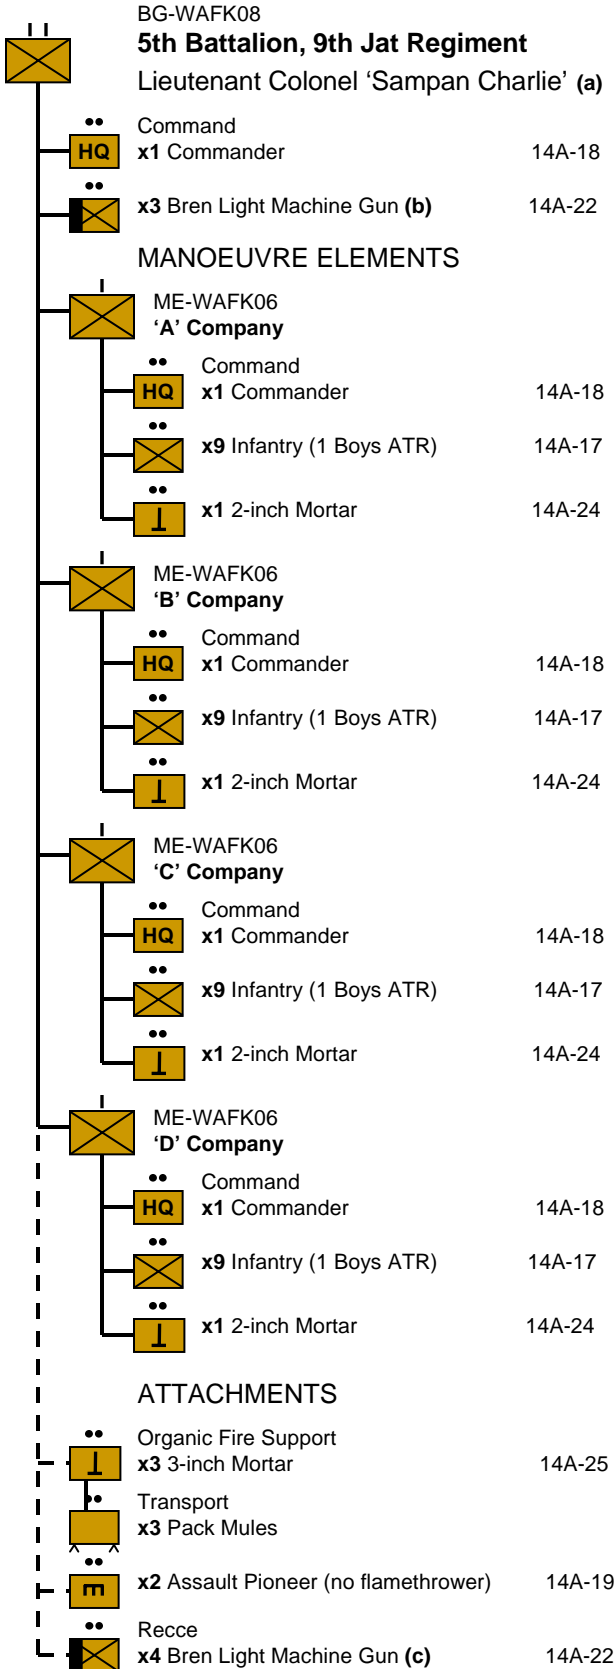 BG-WAFK08
5th Battalion, 9th Jat Regiment
Lieutenant Colonel ‘Sampan Charlie’ (a)
Command
HQ x1 Commander 14A-18
x3 Bren Light Machine Gun (b) 14A-22
MANOEUVRE ELEMENTS
ME-WAFK06
‘A’ Company
Command
HQ x1 Commander 14A-18
x9 Infantry (1 Boys ATR) 14A-17
x1 2-inch Mortar 14A-24
ME-WAFK06
‘B’ Company
Command
HQ x1 Commander 14A-18
x9 Infantry (1 Boys ATR) 14A-17
x1 2-inch Mortar 14A-24
ME-WAFK06
‘C’ Company
Command
HQ x1 Commander 14A-18
x9 Infantry (1 Boys ATR) 14A-17
x1 2-inch Mortar 14A-24
ME-WAFK06
‘D’ Company
Command
HQ x1 Commander 14A-18
x9 Infantry (1 Boys ATR) 14A-17
x1 2-inch Mortar 14A-24
ATTACHMENTS
Organic Fire Support
x3 3-inch Mortar 14A-25
Transport
x3 Pack Mules
x2 Assault Pioneer (no flamethrower) 14A-19
Recce
x4 Bren Light Machine Gun (c) 14A-22